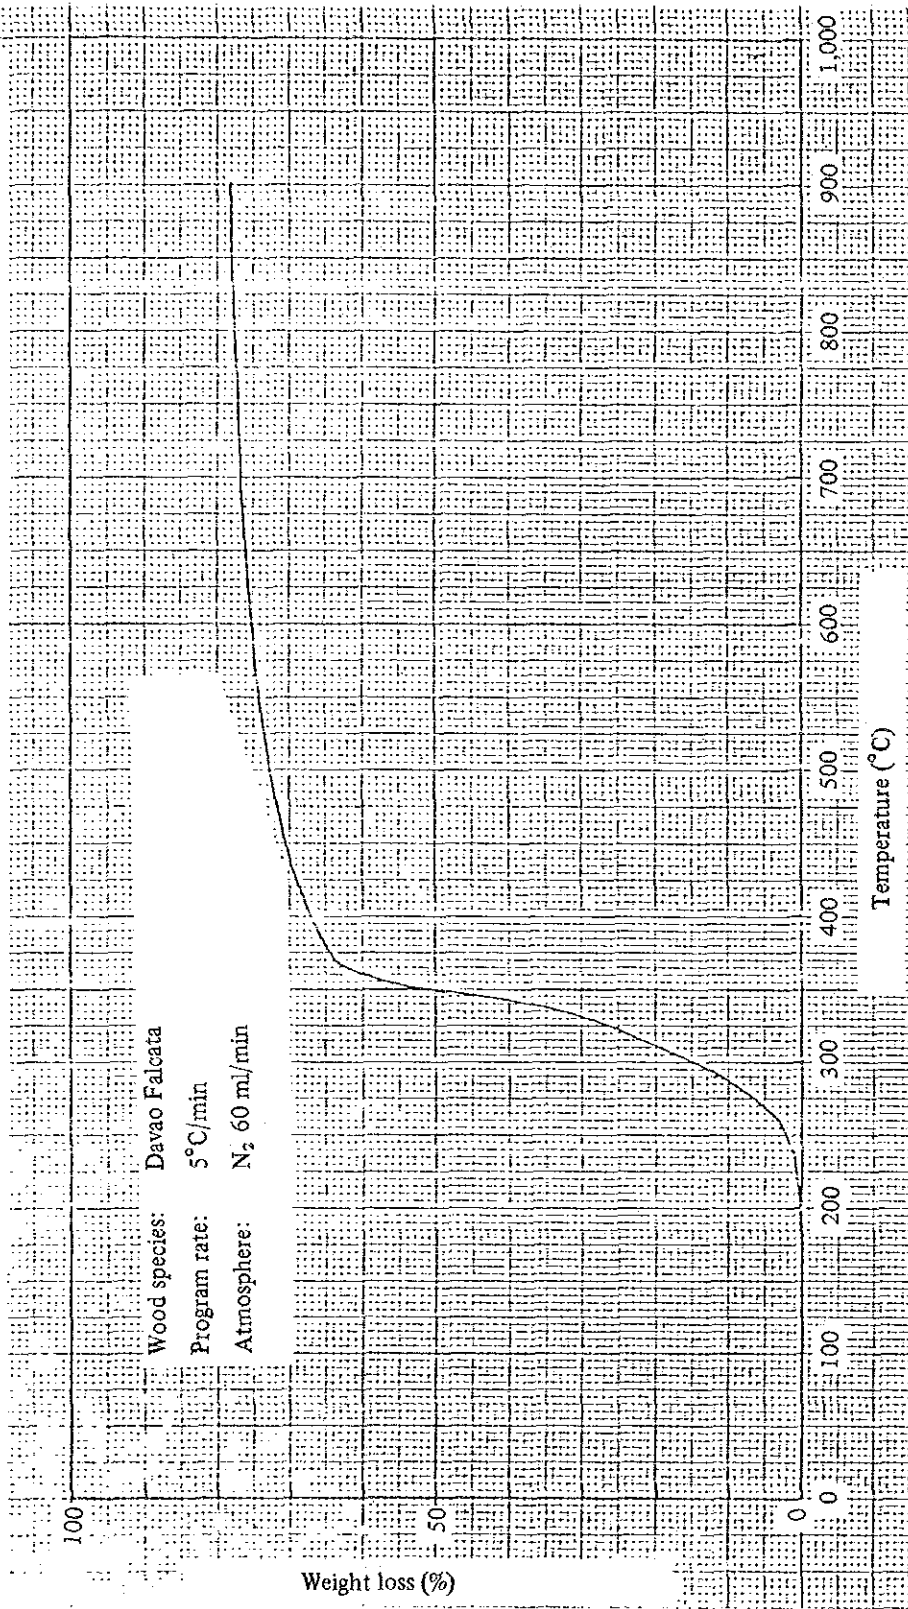 Wood species: Davao Falcata
Program rate: 5°C/min
Atmosphere: N₂ 60 ml/min
Weight loss (%)
100
50
0
0 100 200 300 400 500 600 700 800 900 1,000
Temperature (°C)